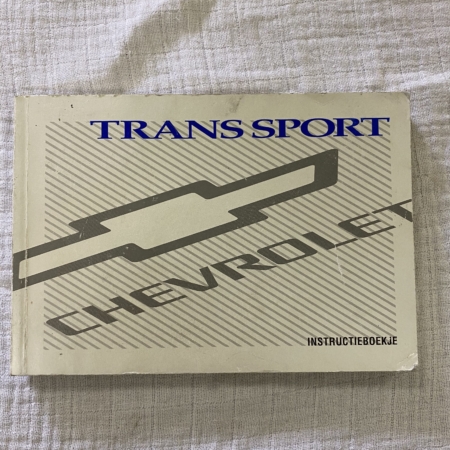 TRANS SPORT
CHEVROLET
INSTRUCTIEBOEKJE